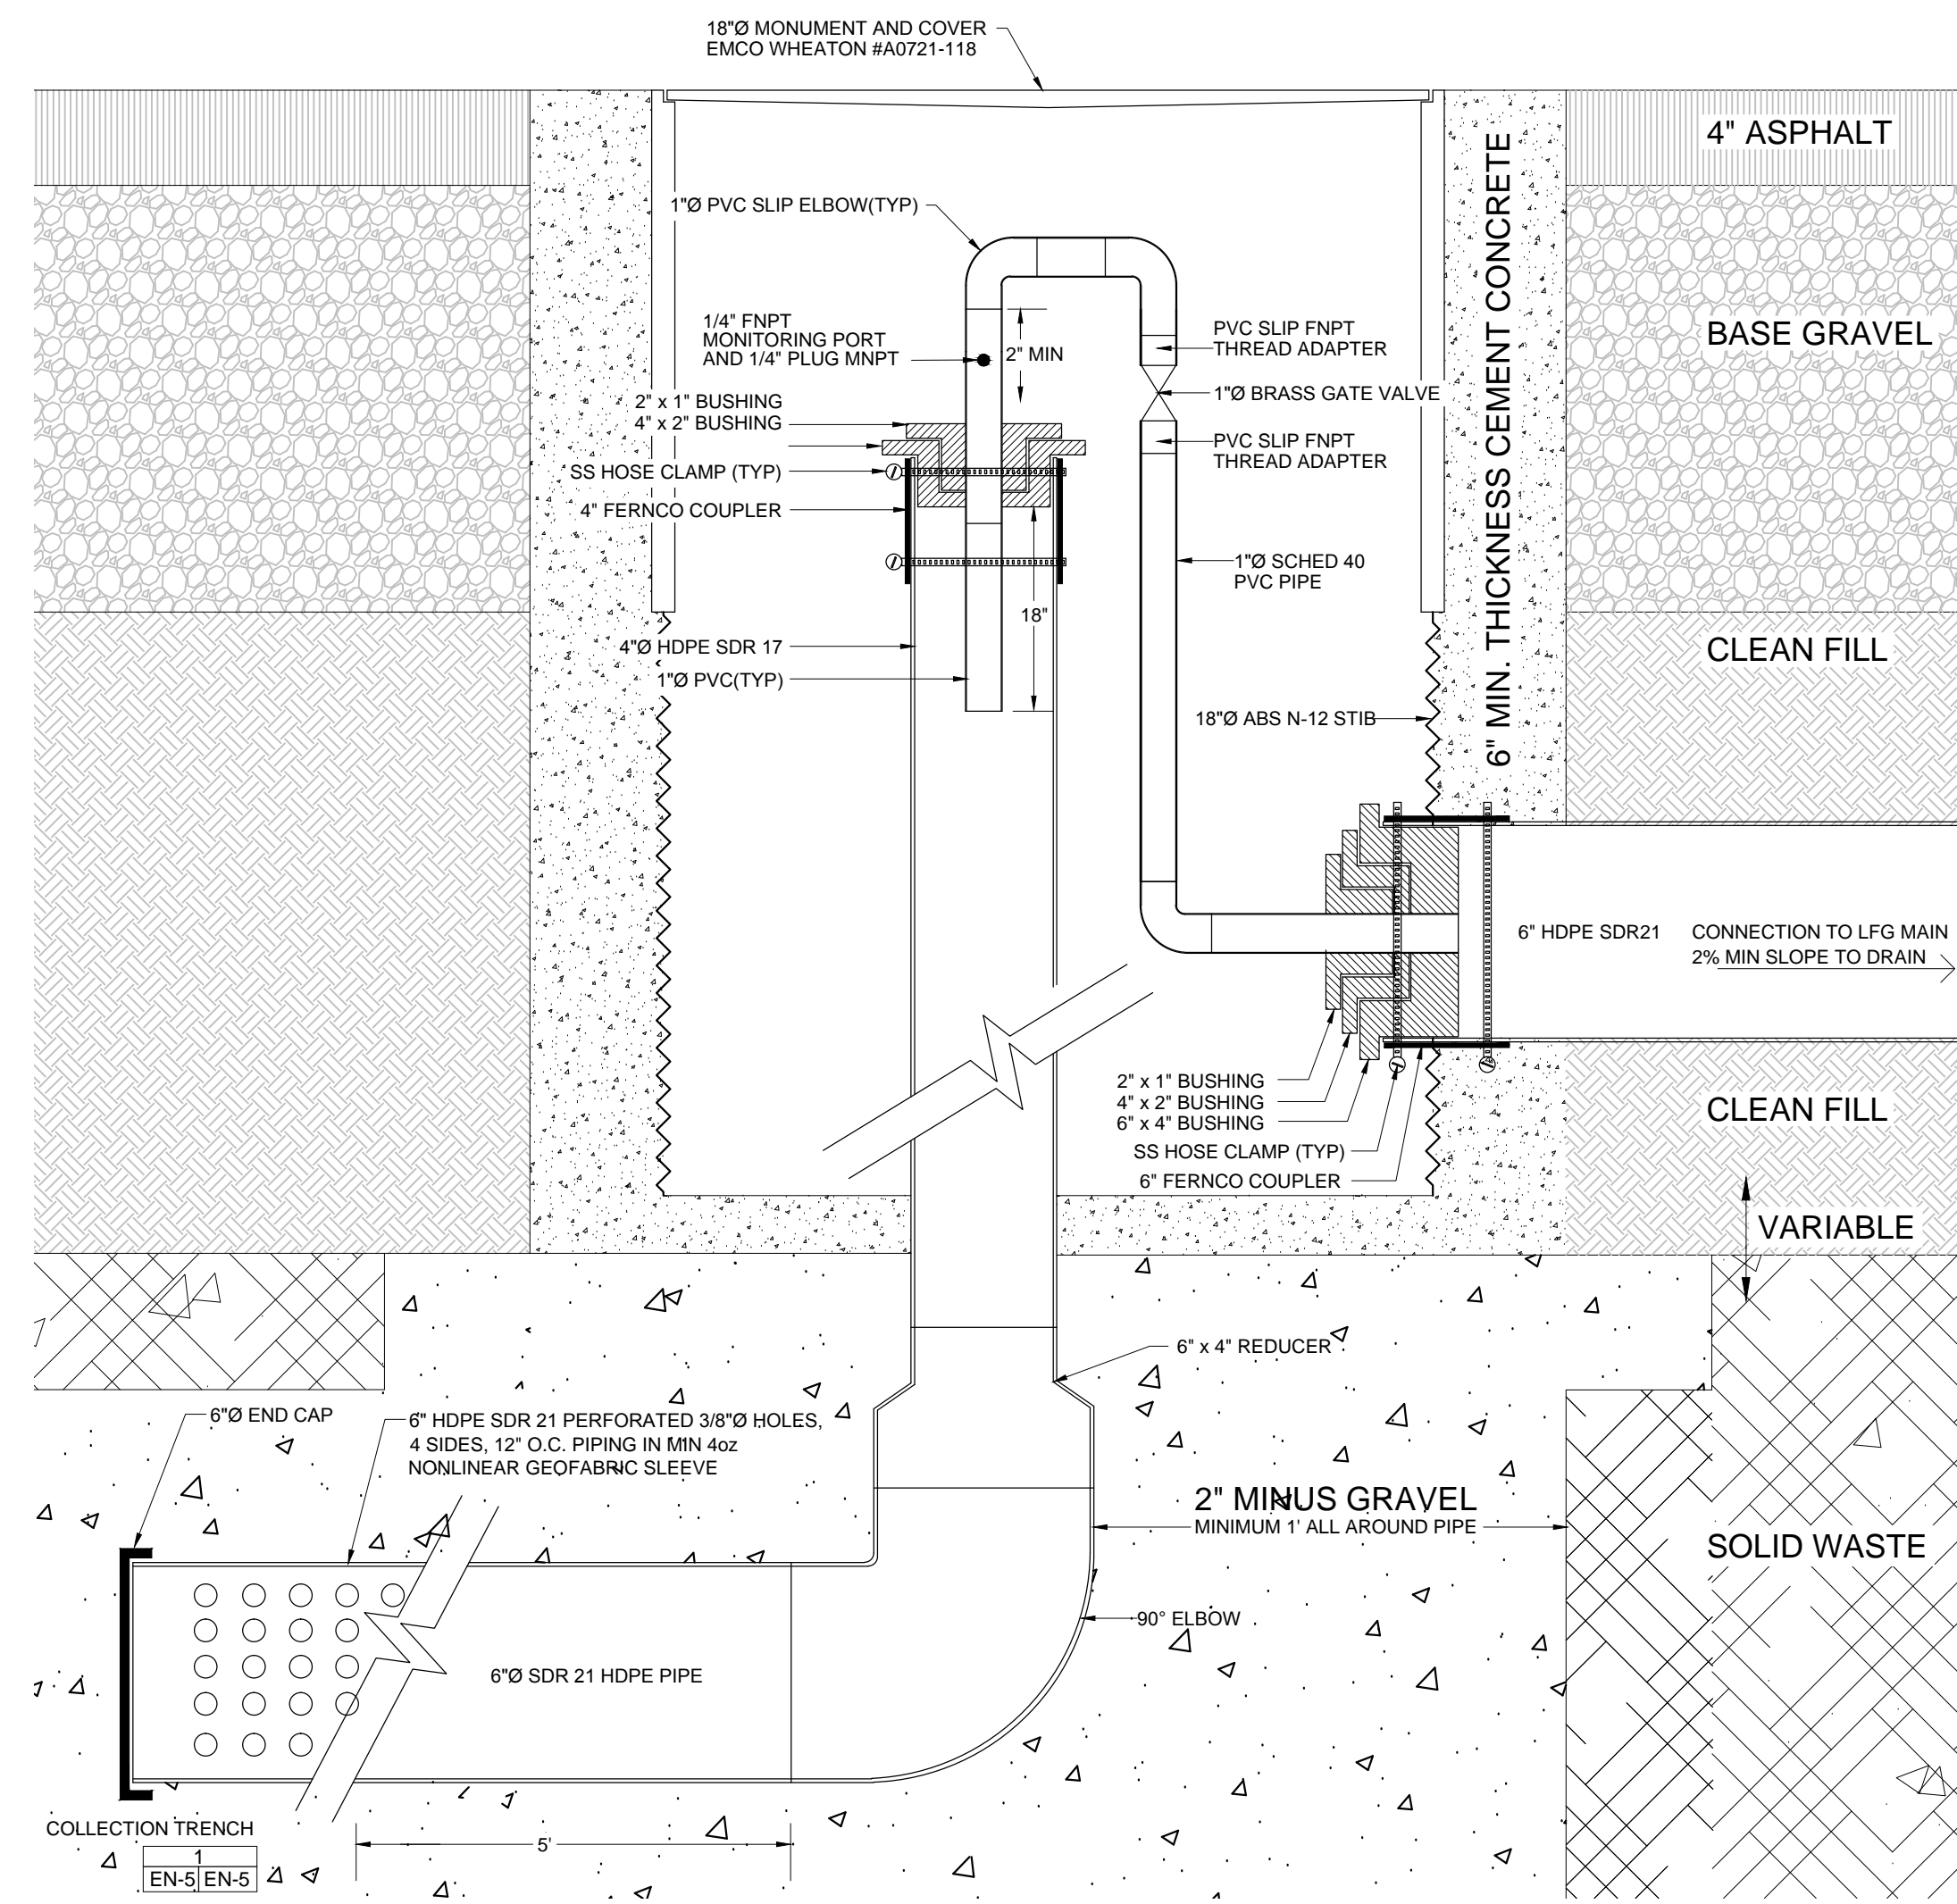 18"Ø MONUMENT AND COVER
EMCO WHEATON #A0721-118
4" ASPHALT
6" MIN. THICKNESS CEMENT CONCRETE
1"Ø PVC SLIP ELBOW(TYP)
1/4" FNPT
MONITORING PORT
AND 1/4" PLUG MNPT
2" MIN
PVC SLIP FNPT
THREAD ADAPTER
BASE GRAVEL
1"Ø BRASS GATE VALVE
2" x 1" BUSHING
4" x 2" BUSHING
PVC SLIP FNPT
THREAD ADAPTER
SS HOSE CLAMP (TYP)
4" FERNCO COUPLER
1"Ø SCHED 40
PVC PIPE
18"
4"Ø HDPE SDR 17
CLEAN FILL
1"Ø PVC(TYP)
18"Ø ABS N-12 STIB
6" HDPE SDR21
CONNECTION TO LFG MAIN
2% MIN SLOPE TO DRAIN
2" x 1" BUSHING
4" x 2" BUSHING
6" x 4" BUSHING
SS HOSE CLAMP (TYP)
6" FERNCO COUPLER
CLEAN FILL
VARIABLE
6" x 4" REDUCER
6"Ø END CAP
6" HDPE SDR 21 PERFORATED 3/8"Ø HOLES,
4 SIDES, 12" O.C. PIPING IN MIN 4oz
NONLINEAR GEOFABRIC SLEEVE
2" MINUS GRAVEL
MINIMUM 1' ALL AROUND PIPE
SOLID WASTE
90° ELBOW
6"Ø SDR 21 HDPE PIPE
COLLECTION TRENCH
1
EN-5 EN-5
5'